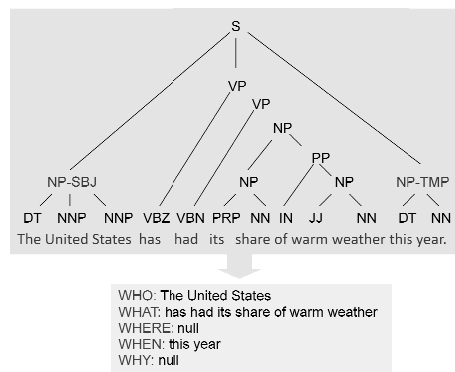 S
VP
VP
NP
PP
NP-SBJ NP NP NP-TMP
DT NNP NNP VBZ VBN PRP NN IN JJ NN DT NN
The United States has had its share of warm weather this year.
WHO: The United States
WHAT: has had its share of warm weather
WHERE: null
WHEN: this year
WHY: null